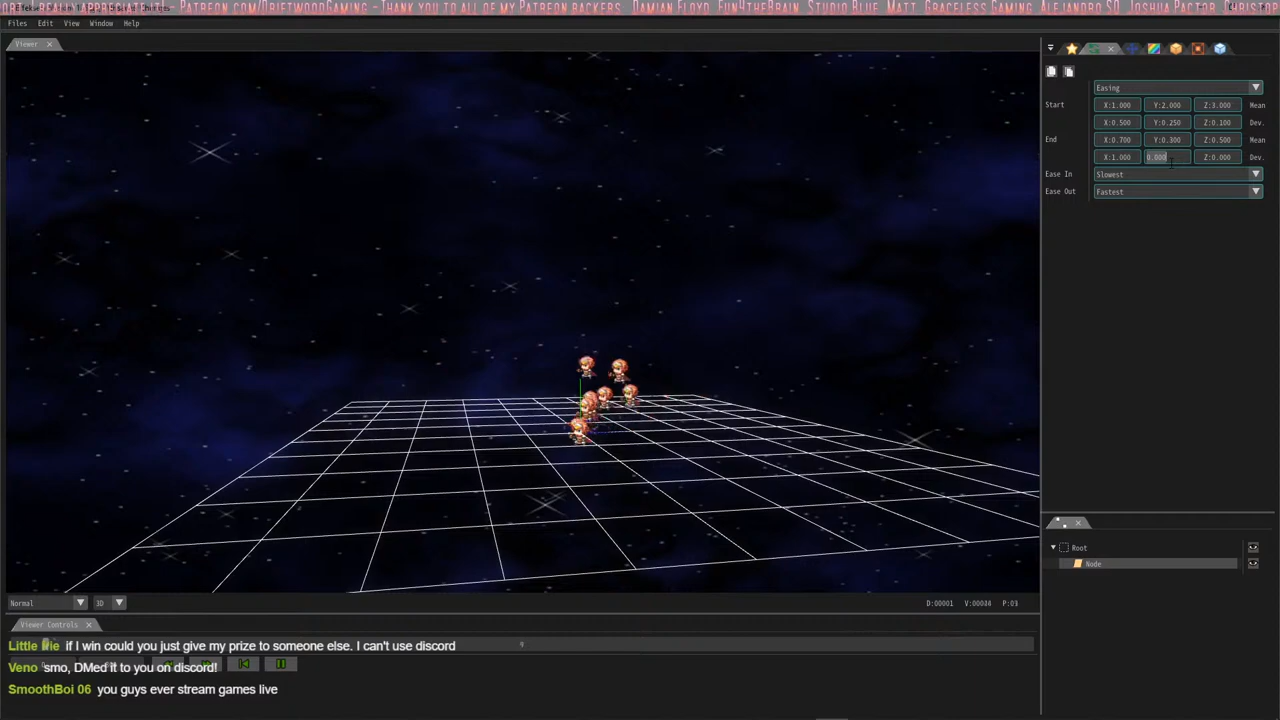 - Patreon.com/DriftwoodGaming - Thank you to all of my Patreon backers Damian Floyd Fun4TheBrain Studio Blue Matt Graceless Gaming Alejandro SD Joshua Pastor
Files Edit View Window Help
Viewer
Easing
Start X:1.000 Y:2.000 Z:3.000 Mean
X:0.500 Y:0.250 Z:0.100 Dev.
End X:0.700 Y:0.300 Z:0.500 Mean
X:1.000 0.000 Z:0.000 Dev.
Ease In Slowest
Ease Out Fastest
Root
Node
Normal 3D D:00001 V:00084 P:03
Viewer Controls
Little if I win could you just give my prize to someone else. I can't use discord
Veno smo, DMed it to you on discord!
SmoothBoi 06 you guys ever stream games live